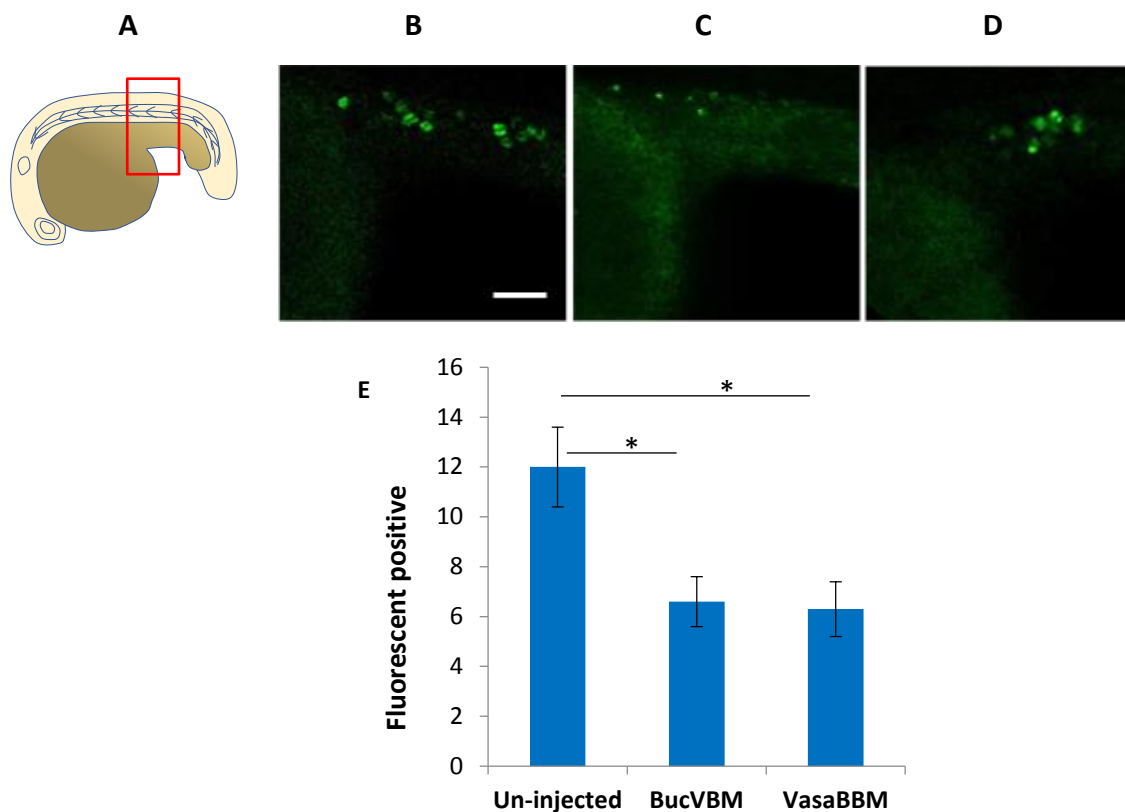 A
B
C
D
E
Fluorescent positive
16
14
12
10
8
6
4
2
0
*
*
Un-injected
BucVBM
VasaBBM